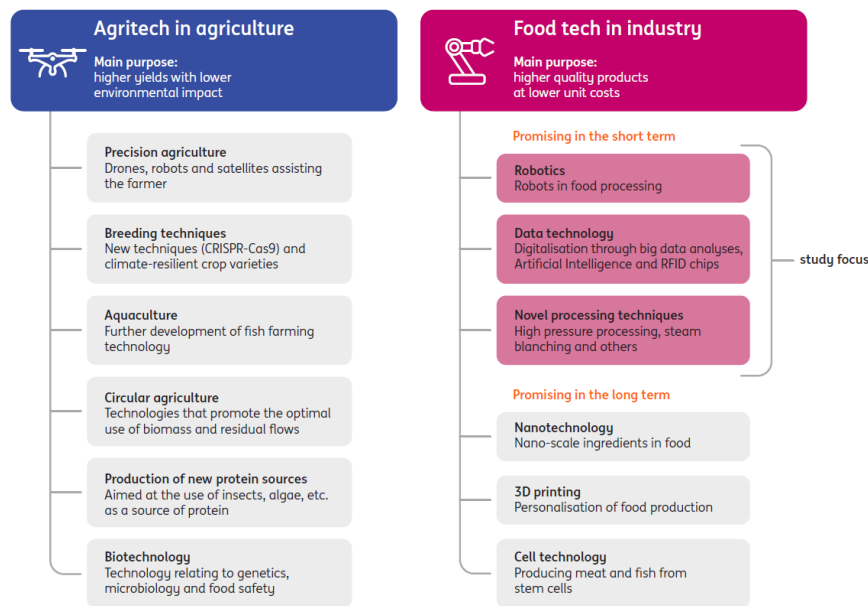 Agritech in agriculture
Main purpose:
higher yields with lower
environmental impact
Precision agriculture
Drones, robots and satellites assisting
the farmer
Breeding techniques
New techniques (CRISPR-Cas9) and
climate-resilient crop varieties
Aquaculture
Further development of fish farming
technology
Circular agriculture
Technologies that promote the optimal
use of biomass and residual flows
Production of new protein sources
Aimed at the use of insects, algae, etc.
as a source of protein
Biotechnology
Technology relating to genetics,
microbiology and food safety
Food tech in industry
Main purpose:
higher quality products
at lower unit costs
Promising in the short term
Robotics
Robots in food processing
Data technology
Digitalisation through big data analyses,
Artificial Intelligence and RFID chips
Novel processing techniques
High pressure processing, steam
blanching and others
study focus
Promising in the long term
Nanotechnology
Nano-scale ingredients in food
3D printing
Personalisation of food production
Cell technology
Producing meat and fish from
stem cells